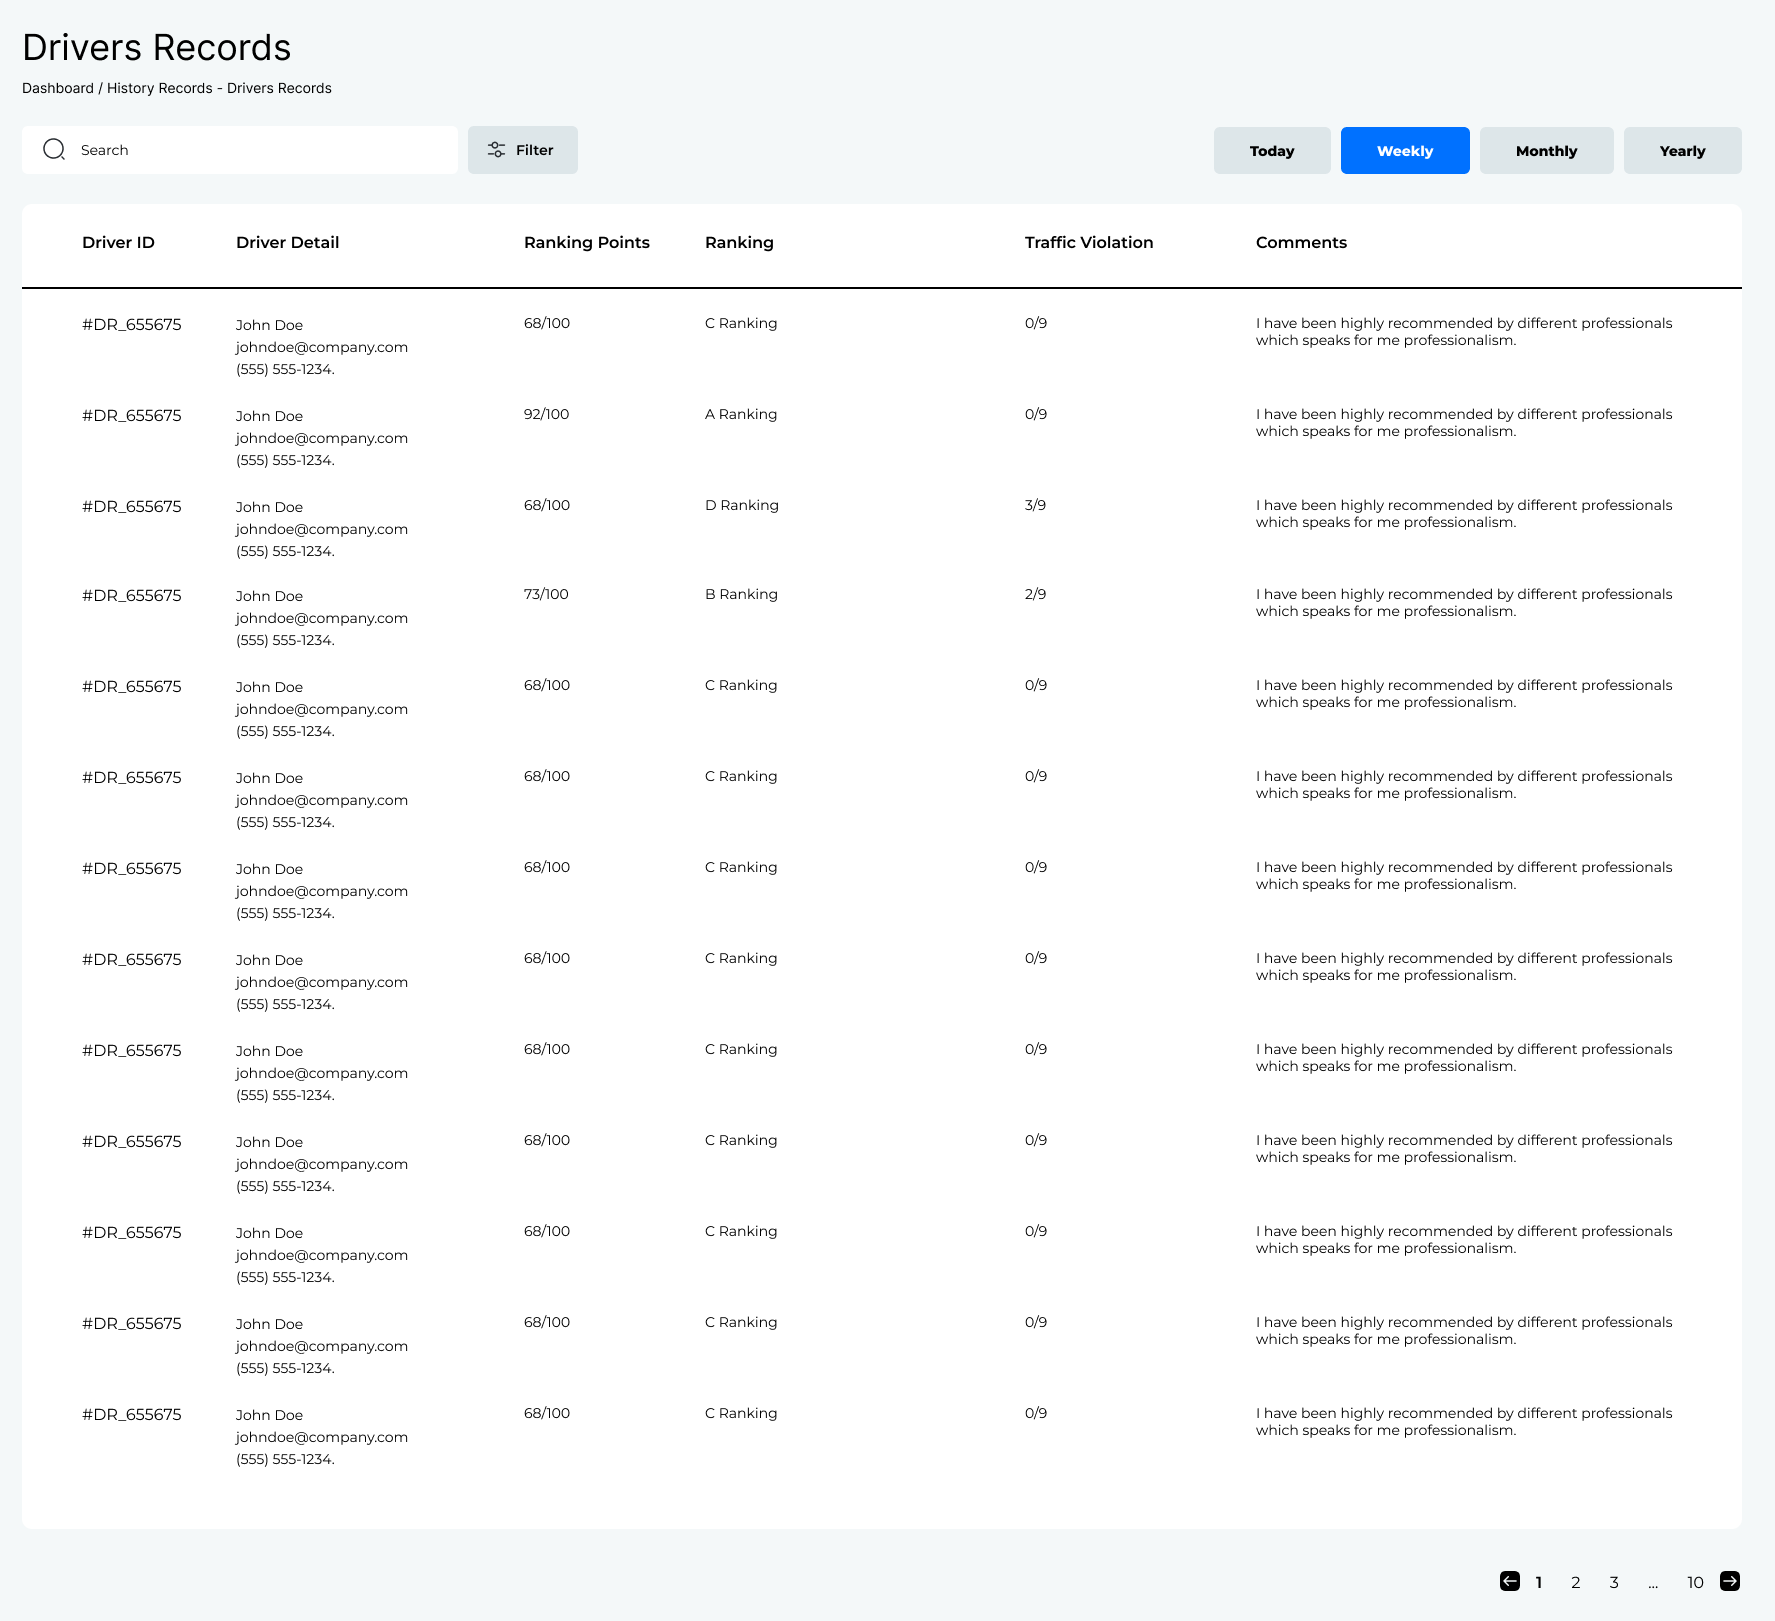 Drivers Records
Dashboard / History Records - Drivers Records
Search
Filter
Today
Weekly
Monthly
Yearly
Driver ID Driver Detail Ranking Points Ranking Traffic Violation Comments
#DR_655675 John Doe 68/100 C Ranking 0/9 I have been highly recommended by different professionals
johndoe@company.com which speaks for me professionalism.
(555) 555-1234.
#DR_655675 John Doe 92/100 A Ranking 0/9 I have been highly recommended by different professionals
johndoe@company.com which speaks for me professionalism.
(555) 555-1234.
#DR_655675 John Doe 68/100 D Ranking 3/9 I have been highly recommended by different professionals
johndoe@company.com which speaks for me professionalism.
(555) 555-1234.
#DR_655675 John Doe 73/100 B Ranking 2/9 I have been highly recommended by different professionals
johndoe@company.com which speaks for me professionalism.
(555) 555-1234.
#DR_655675 John Doe 68/100 C Ranking 0/9 I have been highly recommended by different professionals
johndoe@company.com which speaks for me professionalism.
(555) 555-1234.
#DR_655675 John Doe 68/100 C Ranking 0/9 I have been highly recommended by different professionals
johndoe@company.com which speaks for me professionalism.
(555) 555-1234.
#DR_655675 John Doe 68/100 C Ranking 0/9 I have been highly recommended by different professionals
johndoe@company.com which speaks for me professionalism.
(555) 555-1234.
#DR_655675 John Doe 68/100 C Ranking 0/9 I have been highly recommended by different professionals
johndoe@company.com which speaks for me professionalism.
(555) 555-1234.
#DR_655675 John Doe 68/100 C Ranking 0/9 I have been highly recommended by different professionals
johndoe@company.com which speaks for me professionalism.
(555) 555-1234.
#DR_655675 John Doe 68/100 C Ranking 0/9 I have been highly recommended by different professionals
johndoe@company.com which speaks for me professionalism.
(555) 555-1234.
#DR_655675 John Doe 68/100 C Ranking 0/9 I have been highly recommended by different professionals
johndoe@company.com which speaks for me professionalism.
(555) 555-1234.
#DR_655675 John Doe 68/100 C Ranking 0/9 I have been highly recommended by different professionals
johndoe@company.com which speaks for me professionalism.
(555) 555-1234.
#DR_655675 John Doe 68/100 C Ranking 0/9 I have been highly recommended by different professionals
johndoe@company.com which speaks for me professionalism.
(555) 555-1234.
1 2 3 ... 10